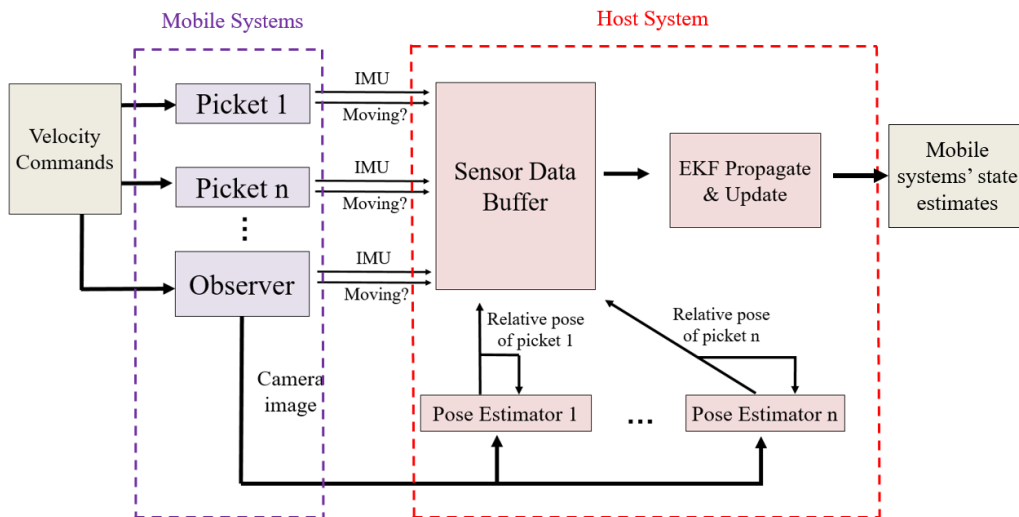 Mobile Systems
Host System
Velocity
Commands
Picket 1
IMU
Moving?
Picket n
IMU
Moving?
...
Observer
IMU
Moving?
Sensor Data
Buffer
EKF Propagate
& Update
Mobile
systems' state
estimates
Relative pose
of picket 1
Relative pose
of picket n
Camera
image
Pose Estimator 1
...
Pose Estimator n